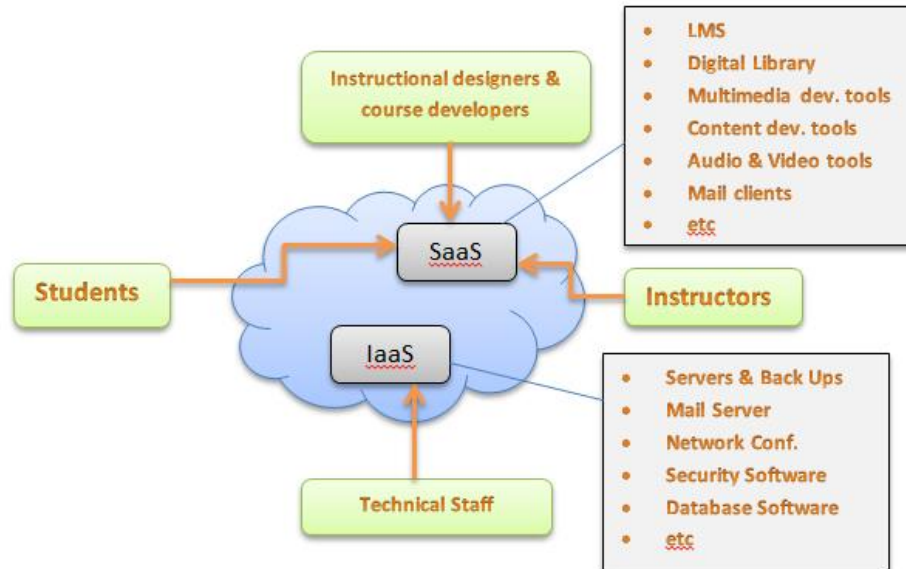 Instructional designers &
course developers
• LMS
• Digital Library
• Multimedia dev. tools
• Content dev. tools
• Audio & Video tools
• Mail clients
• etc
SaaS
Students
Instructors
IaaS
• Servers & Back Ups
• Mail Server
• Network Conf.
• Security Software
• Database Software
• etc
Technical Staff